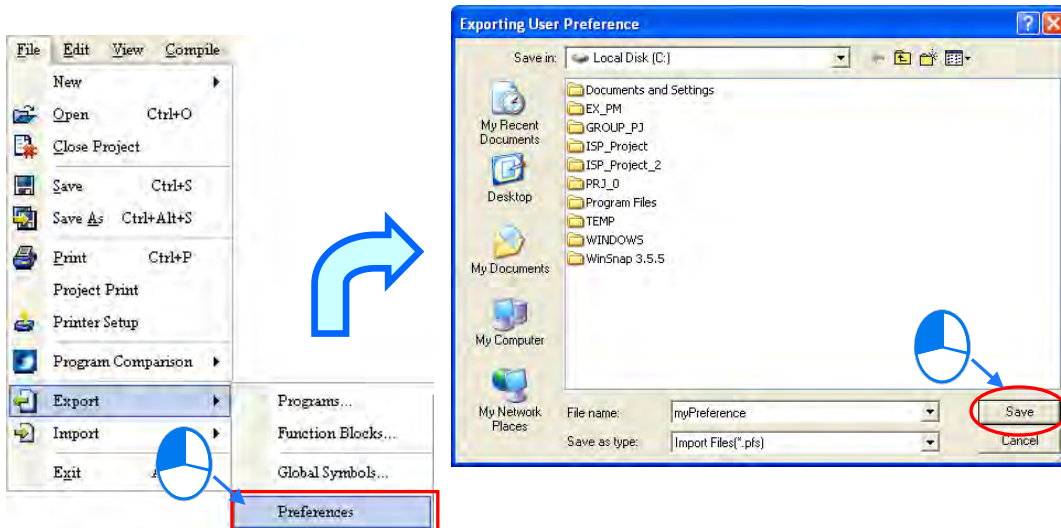 File Edit View Compile
New
Open Ctrl+O
Close Project
Save Ctrl+S
Save As Ctrl+Alt+S
Print Ctrl+P
Project Print
Printer Setup
Program Comparison
Export
Import
Exit
Programs...
Function Blocks...
Global Symbols...
Preferences
Exporting User Preference
Save in: Local Disk (C:)
My Recent
Documents
Desktop
My Documents
My Computer
My Network
Places
Documents and Settings
EX_PM
GROUP_PJ
ISP_Project
ISP_Project_2
PRJ_0
Program Files
TEMP
WINDOWS
WinSnap 3.5.5
File name: myPreference Save
Save as type: Import Files(*.pfs) Cancel